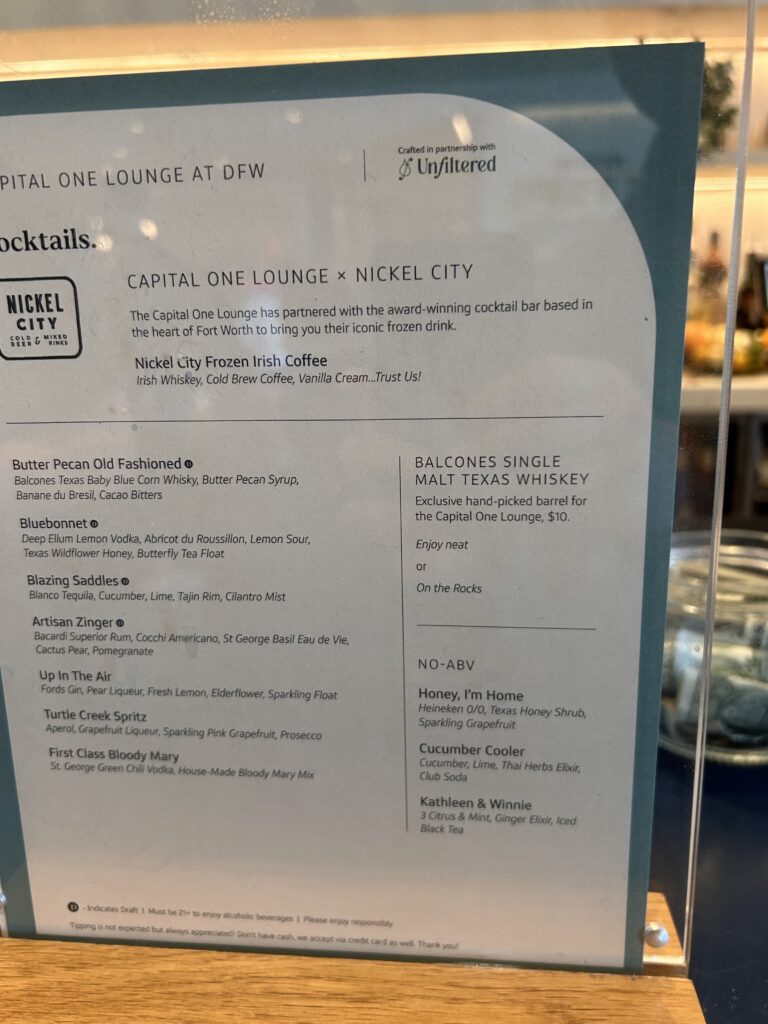 PITAL ONE LOUNGE AT DFW
Crafted in partnership with
Unfiltered
ocktails.
NICKEL
CITY
COLD BEER & MIXED DRINKS
CAPITAL ONE LOUNGE × NICKEL CITY
The Capital One Lounge has partnered with the award-winning cocktail bar based in
the heart of Fort Worth to bring you their iconic frozen drink.
Nickel City Frozen Irish Coffee
Irish Whiskey, Cold Brew Coffee, Vanilla Cream...Trust Us!
Butter Pecan Old Fashioned D
Balcones Texas Baby Blue Corn Whisky, Butter Pecan Syrup,
Banane du Bresil, Cacao Bitters
Bluebonnet D
Deep Ellum Lemon Vodka, Abricot du Roussillon, Lemon Sour,
Texas Wildflower Honey, Butterfly Tea Float
Blazing Saddles D
Blanco Tequila, Cucumber, Lime, Tajin Rim, Cilantro Mist
Artisan Zinger D
Bacardi Superior Rum, Cocchi Americano, St George Basil Eau de Vie,
Cactus Pear, Pomegranate
Up In The Air
Fords Gin, Pear Liqueur, Fresh Lemon, Elderflower, Sparkling Float
Turtle Creek Spritz
Aperol, Grapefruit Liqueur, Sparkling Pink Grapefruit, Prosecco
First Class Bloody Mary
St. George Green Chili Vodka, House-Made Bloody Mary Mix
BALCONES SINGLE
MALT TEXAS WHISKEY
Exclusive hand-picked barrel for
the Capital One Lounge, $10.
Enjoy neat
or
On the Rocks
NO-ABV
Honey, I'm Home
Heineken 0/0, Texas Honey Shrub,
Sparkling Grapefruit
Cucumber Cooler
Cucumber, Lime, Thai Herbs Elixir,
Club Soda
Kathleen & Winnie
3 Citrus & Mint, Ginger Elixir, Iced
Black Tea
D - Indicates Draft | Must be 21+ to enjoy alcoholic beverages | Please enjoy responsibly
Tipping is not expected but always appreciated! Don't have cash, we accept via credit card as well. Thank you!